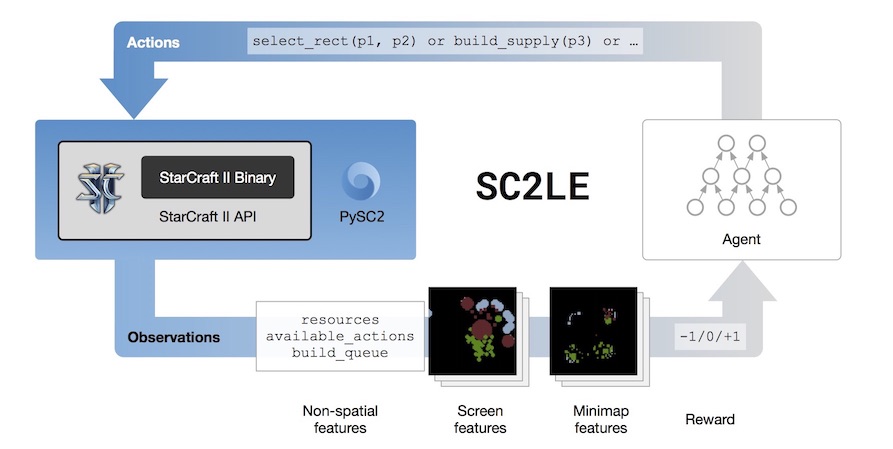 Actions
select_rect(p1, p2) or build_supply(p3) or …
StarCraft II Binary
StarCraft II API
PySC2
SC2LE
Agent
Observations
resources
available_actions
build_queue
-1/0/+1
Non-spatial
features
Screen
features
Minimap
features
Reward